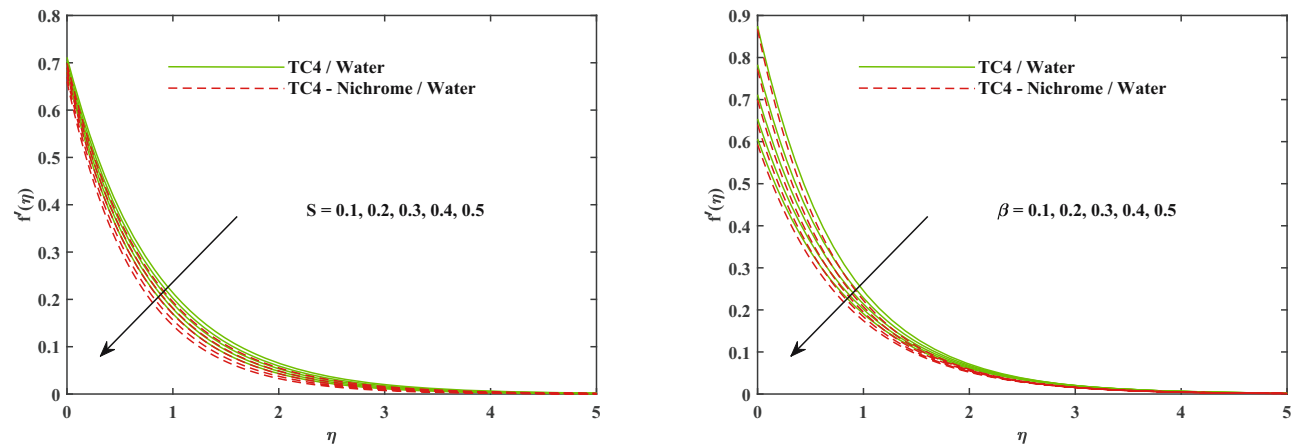 0.8
0.7
0.6
0.5
0.4
0.3
0.2
0.1
0
f′(η)
TC4 / Water
TC4 - Nichrome / Water
S = 0.1, 0.2, 0.3, 0.4, 0.5
0 1 2 3 4 5
η
0.9
0.8
0.7
0.6
0.5
0.4
0.3
0.2
0.1
0
f′(η)
TC4 / Water
TC4 - Nichrome / Water
β = 0.1, 0.2, 0.3, 0.4, 0.5
0 1 2 3 4 5
η